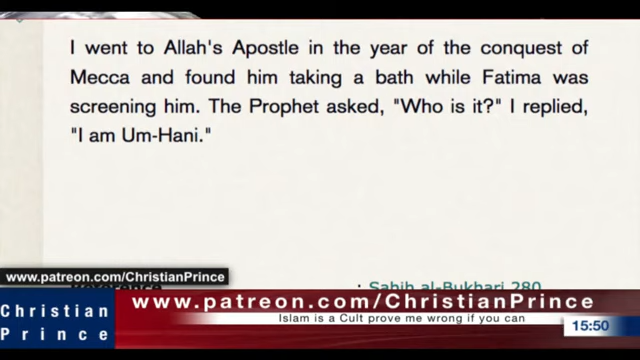 I went to Allah's Apostle in the year of the conquest of
Mecca and found him taking a bath while Fatima was
screening him. The Prophet asked, "Who is it?" I replied,
"I am Um-Hani."
www.patreon.com/ChristianPrince
Reference : Sahih al-Bukhari 280
www.patreon.com/ChristianPrince
Christian
Prince
Islam is a Cult prove me wrong if you can
15:50